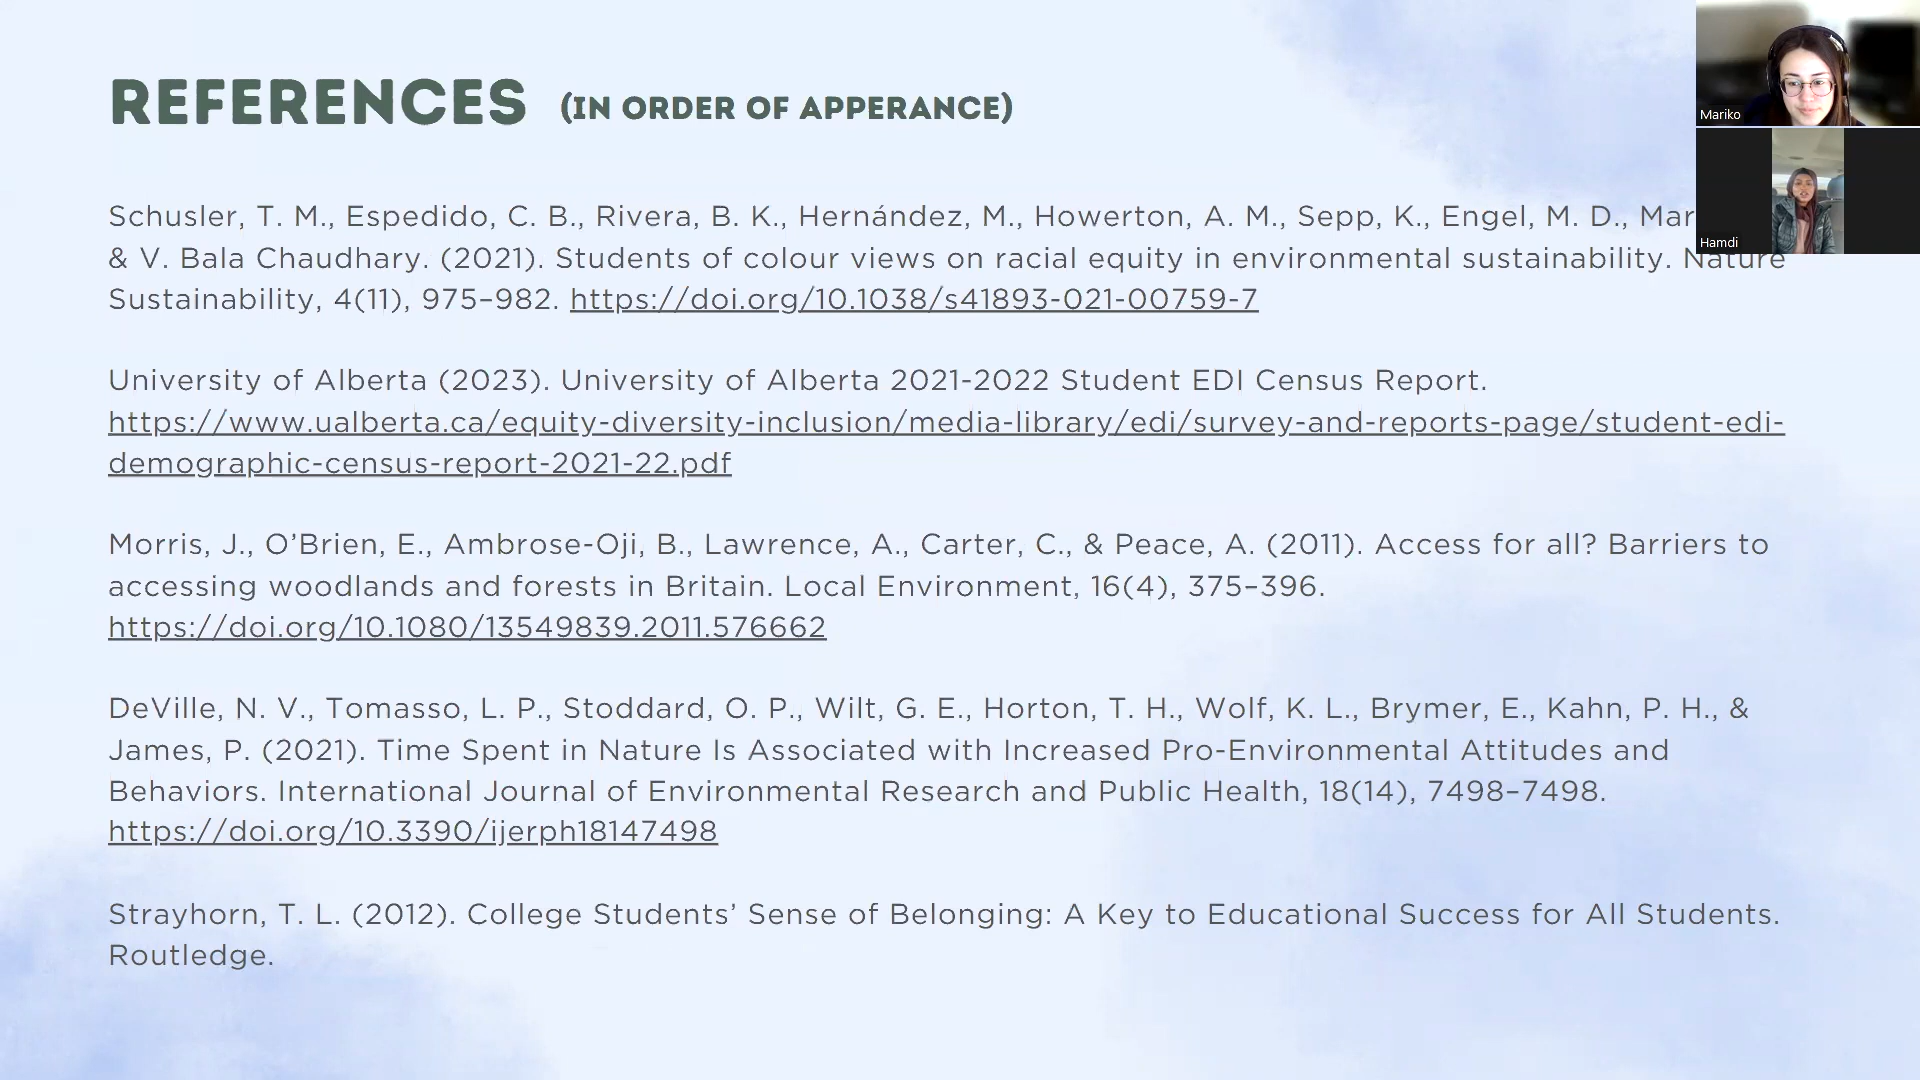 REFERENCES (IN ORDER OF APPERANCE)
Schusler, T. M., Espedido, C. B., Rivera, B. K., Hernández, M., Howerton, A. M., Sepp, K., Engel, M. D., Mar
& V. Bala Chaudhary. (2021). Students of colour views on racial equity in environmental sustainability. Nature
Sustainability, 4(11), 975–982. https://doi.org/10.1038/s41893-021-00759-7
University of Alberta (2023). University of Alberta 2021-2022 Student EDI Census Report.
https://www.ualberta.ca/equity-diversity-inclusion/media-library/edi/survey-and-reports-page/student-edi-
demographic-census-report-2021-22.pdf
Morris, J., O’Brien, E., Ambrose-Oji, B., Lawrence, A., Carter, C., & Peace, A. (2011). Access for all? Barriers to
accessing woodlands and forests in Britain. Local Environment, 16(4), 375–396.
https://doi.org/10.1080/13549839.2011.576662
DeVille, N. V., Tomasso, L. P., Stoddard, O. P., Wilt, G. E., Horton, T. H., Wolf, K. L., Brymer, E., Kahn, P. H., &
James, P. (2021). Time Spent in Nature Is Associated with Increased Pro-Environmental Attitudes and
Behaviors. International Journal of Environmental Research and Public Health, 18(14), 7498–7498.
https://doi.org/10.3390/ijerph18147498
Strayhorn, T. L. (2012). College Students’ Sense of Belonging: A Key to Educational Success for All Students.
Routledge.
Mariko
Hamdi